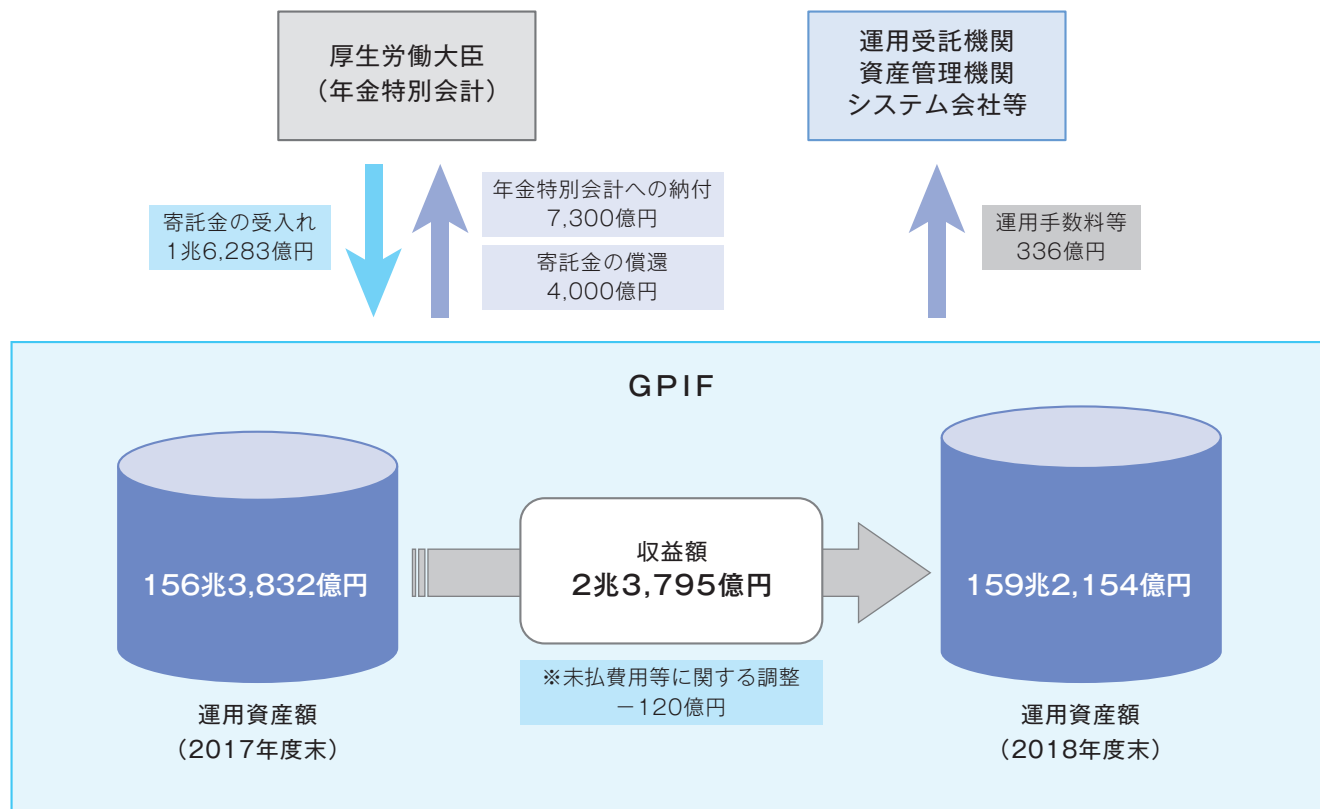 厚生労働大臣
（年金特別会計）
運用受託機関
資産管理機関
システム会社等
寄託金の受入れ
1兆6,283億円
年金特別会計への納付
7,300億円
寄託金の償還
4,000億円
運用手数料等
336億円
GPIF
156兆3,832億円
収益額
2兆3,795億円
159兆2,154億円
※未払費用等に関する調整
－120億円
運用資産額
（2017年度末）
運用資産額
（2018年度末）